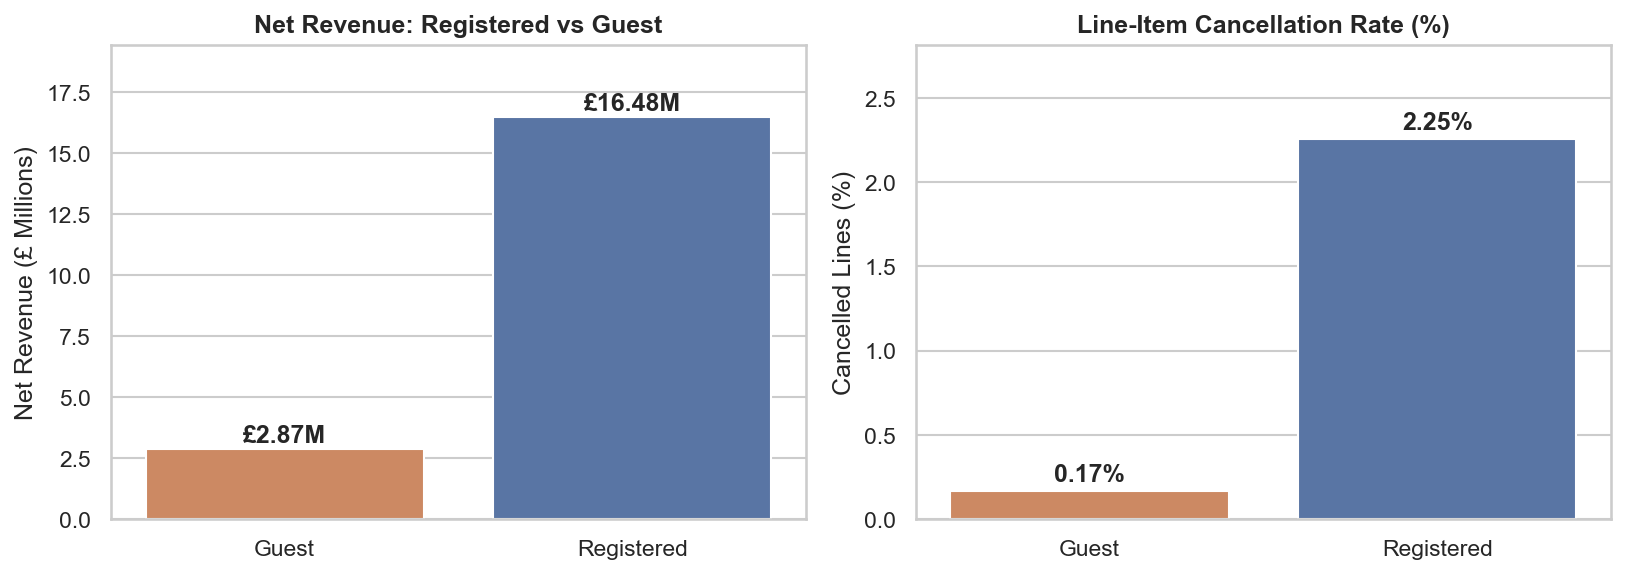 Net Revenue: Registered vs Guest
Net Revenue (£ Millions)
17.5
15.0
12.5
10.0
7.5
5.0
2.5
0.0
£2.87M
£16.48M
Guest
Registered
Line-Item Cancellation Rate (%)
Cancelled Lines (%)
2.5
2.0
1.5
1.0
0.5
0.0
0.17%
2.25%
Guest
Registered